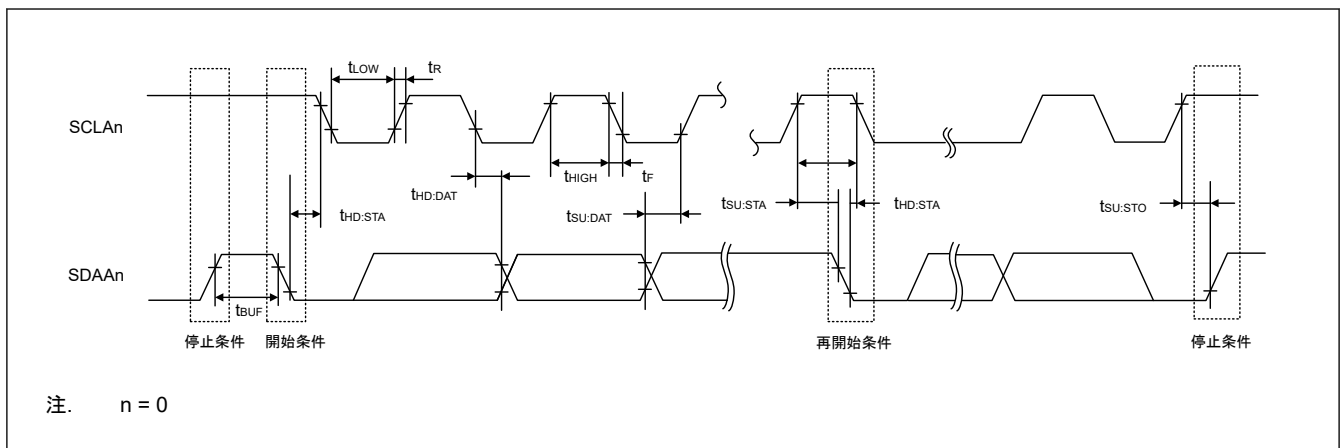 tLOW tR
SCLAn
tHD:DAT tHIGH tF
tHD:STA tSU:DAT tSU:STA tHD:STA tSU:STO
SDAAn
tBUF
停止条件 開始条件 再開始条件 停止条件
注. n = 0